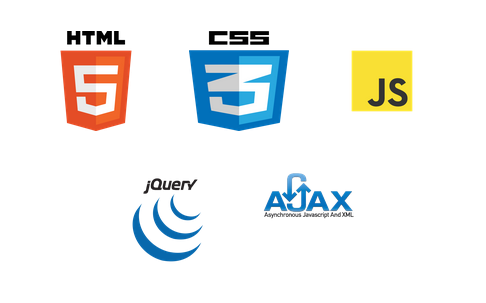 HTML
5
CSS
3
JS
jQuery
AJAX
Asynchronous Javascript And XML